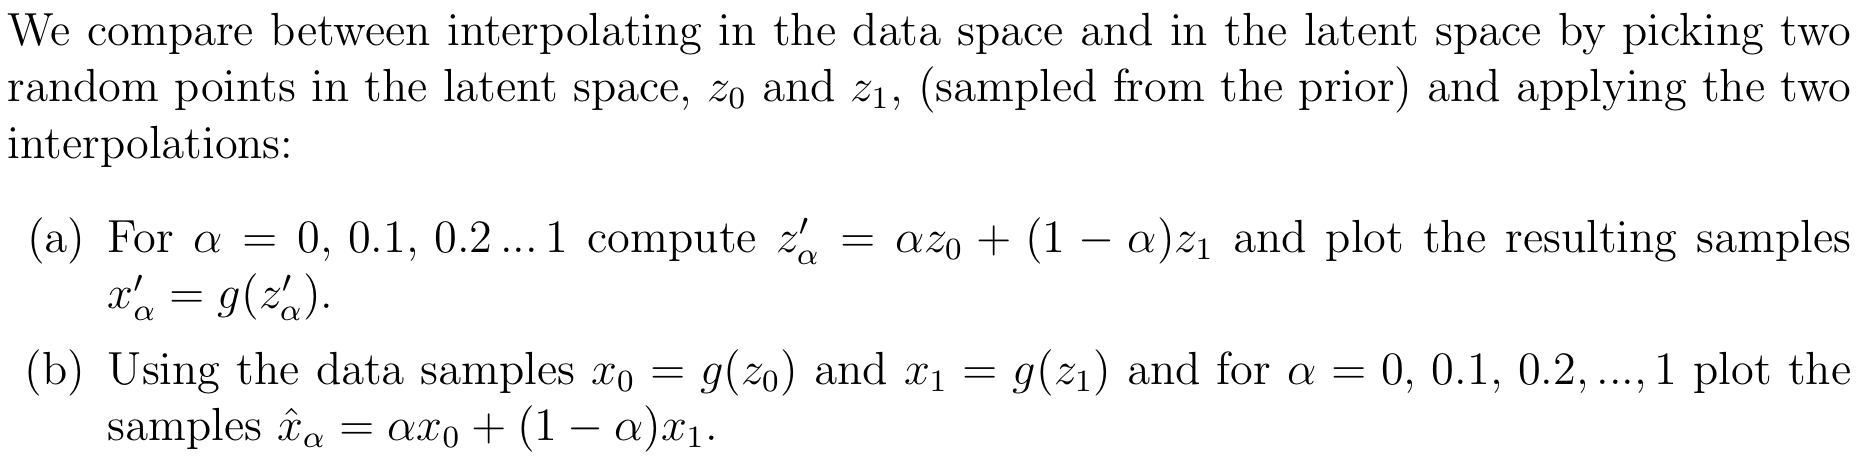 We compare between interpolating in the data space and in the latent space by picking two
random points in the latent space, z₀ and z₁, (sampled from the prior) and applying the two
interpolations:
(a) For α = 0, 0.1, 0.2 ... 1 compute z′_α = αz₀ + (1 − α)z₁ and plot the resulting samples
x′_α = g(z′_α).
(b) Using the data samples x₀ = g(z₀) and x₁ = g(z₁) and for α = 0, 0.1, 0.2, ..., 1 plot the
samples x̂_α = αx₀ + (1 − α)x₁.